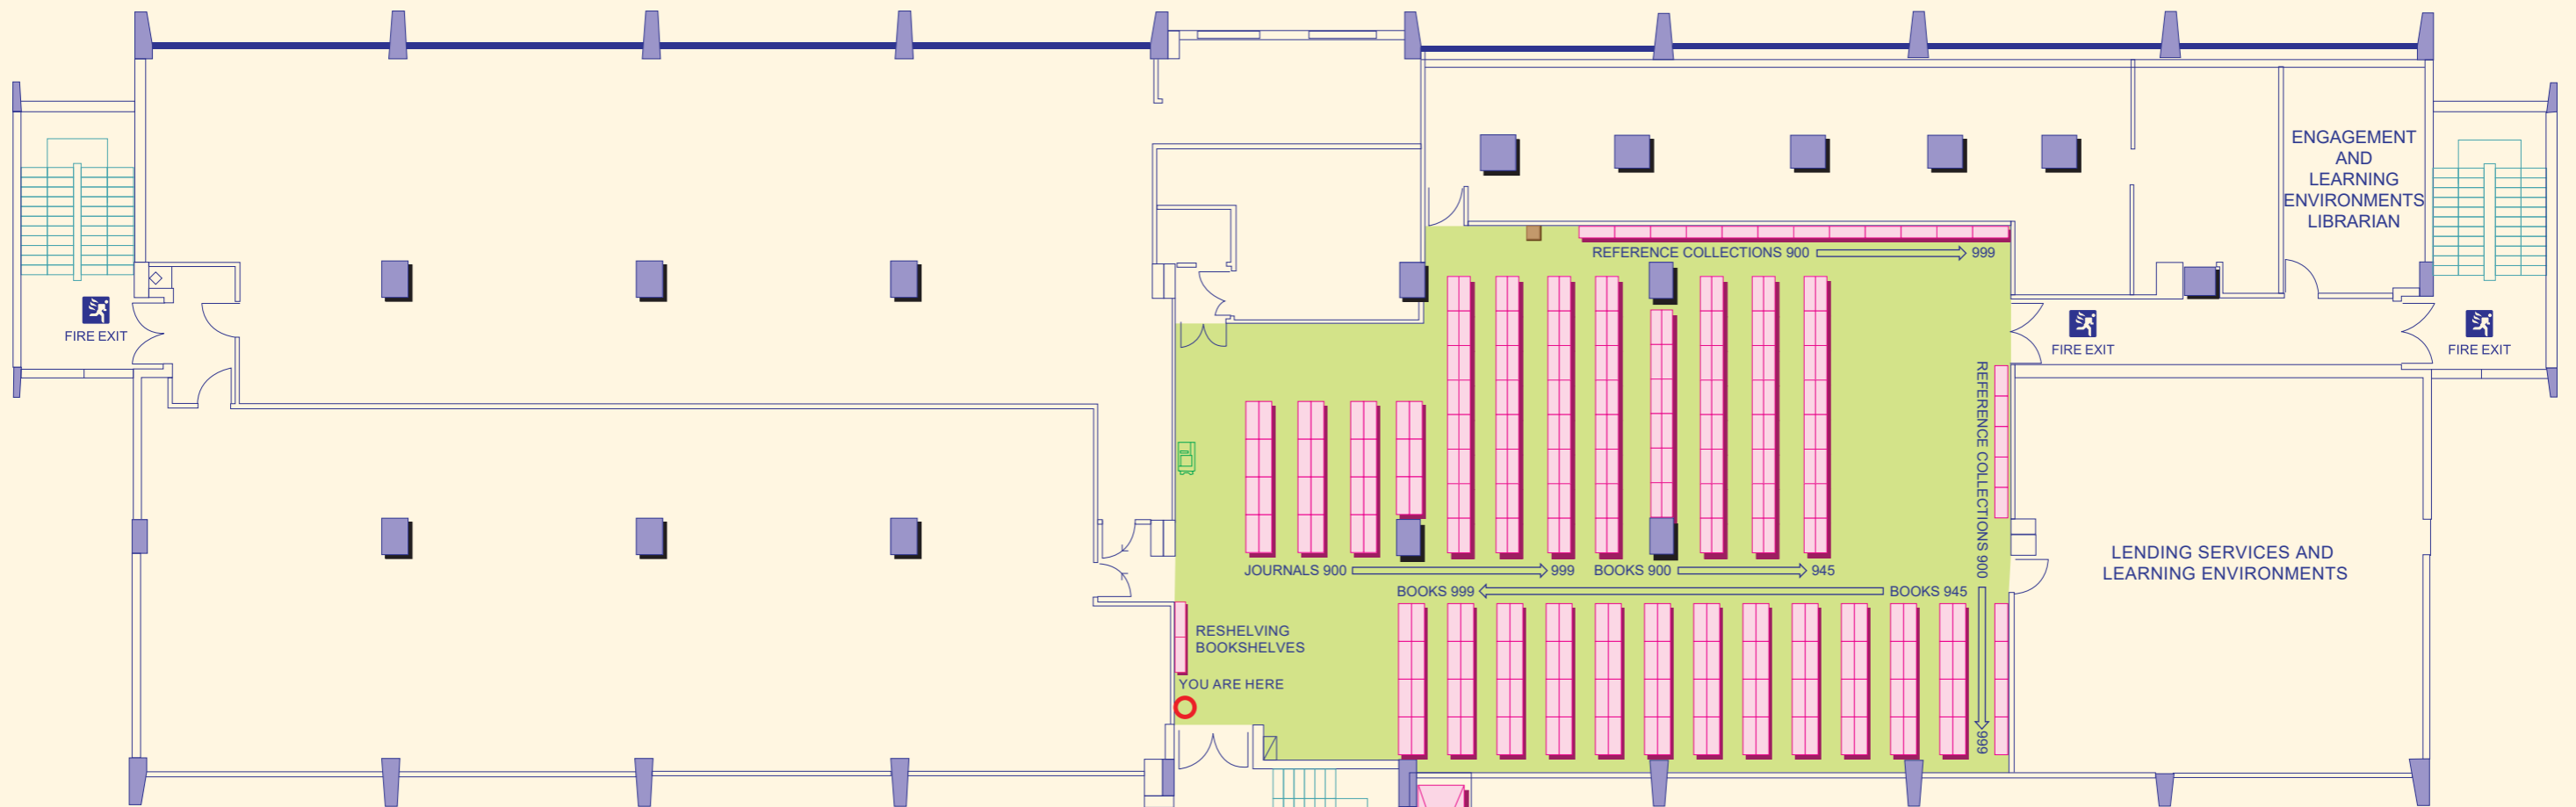 ENGAGEMENT
AND
LEARNING
ENVIRONMENTS
LIBRARIAN
REFERENCE COLLECTIONS 900 999
FIRE EXIT
FIRE EXIT
FIRE EXIT
REFERENCE COLLECTIONS 900 999
JOURNALS 900 999 BOOKS 900 945
BOOKS 999 BOOKS 945
LENDING SERVICES AND
LEARNING ENVIRONMENTS
RESHELVING
BOOKSHELVES
YOU ARE HERE